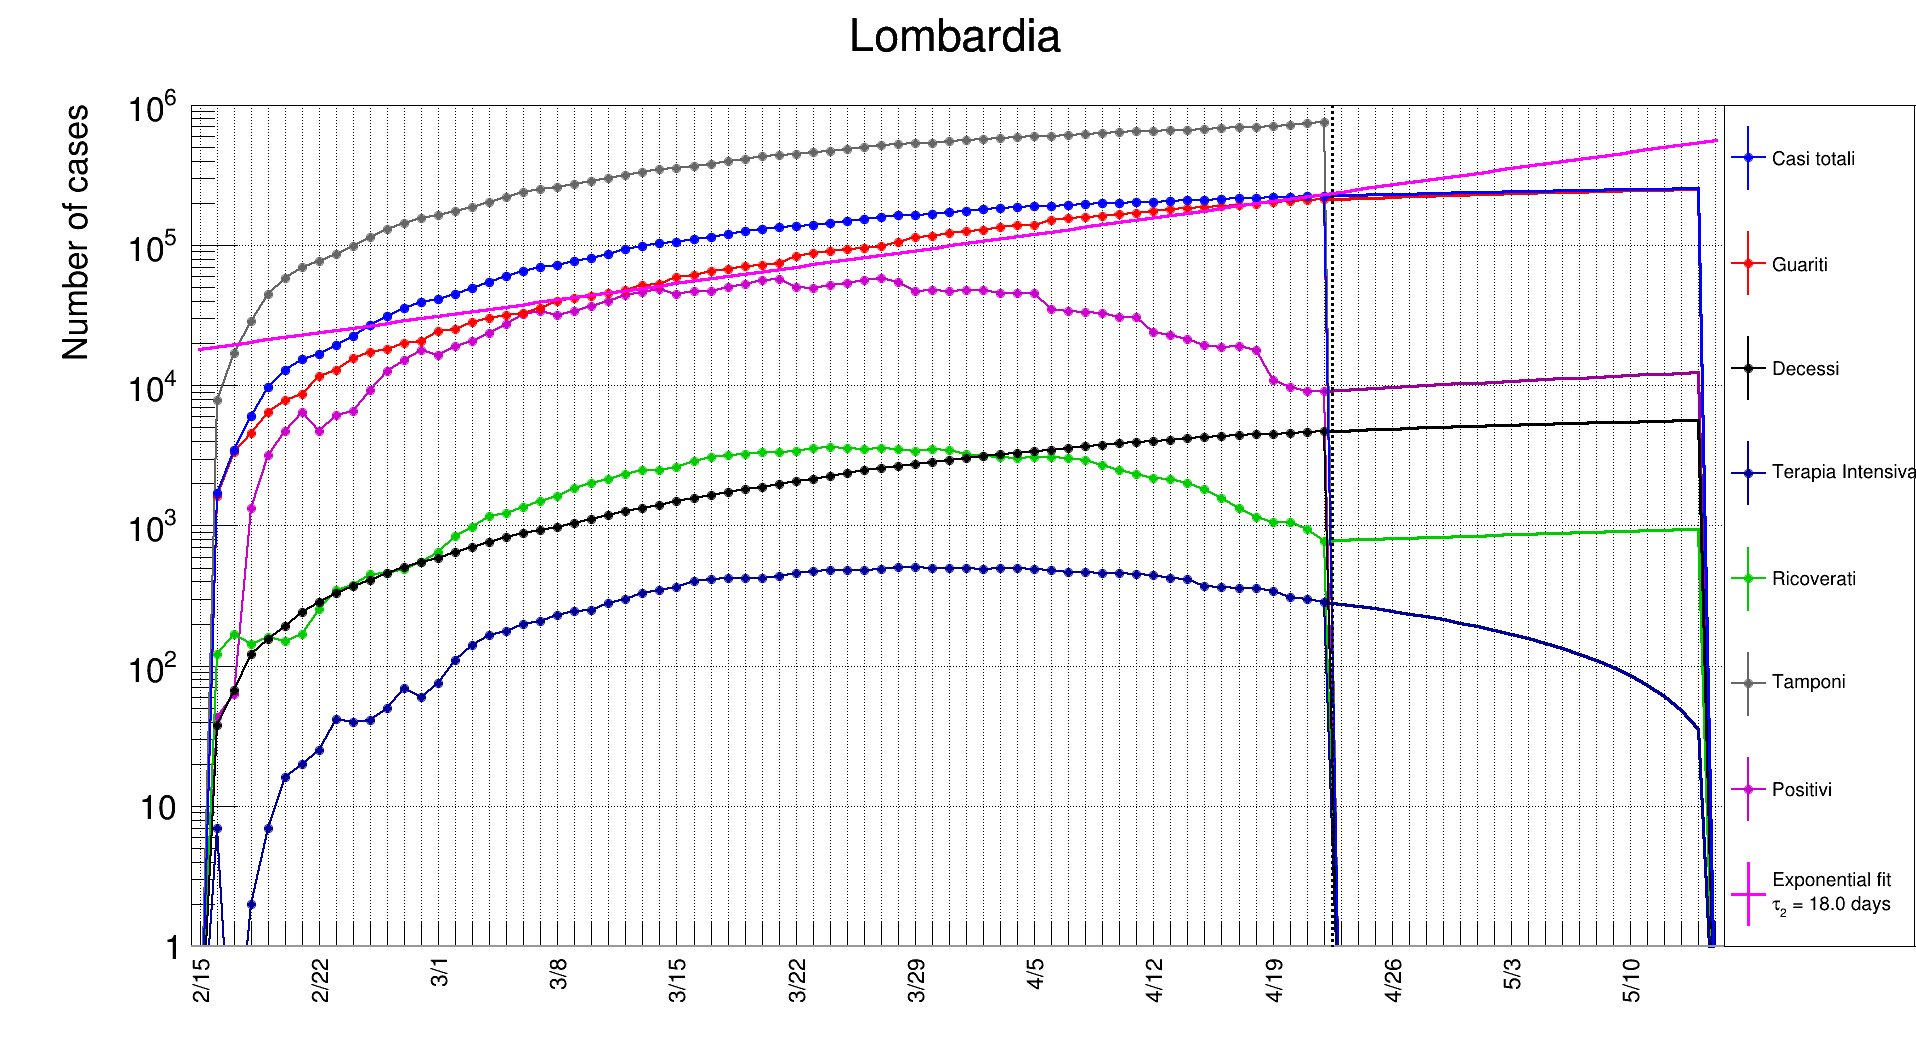 Lombardia
Number of cases
10^6
10^5
10^4
10^3
10^2
10
1
2/15 2/22 3/1 3/8 3/15 3/22 3/29 4/5 4/12 4/19 4/26 5/3 5/10
Casi totali
Guariti
Decessi
Terapia Intensiva
Ricoverati
Tamponi
Positivi
Exponential fit
τ_2 = 18.0 days